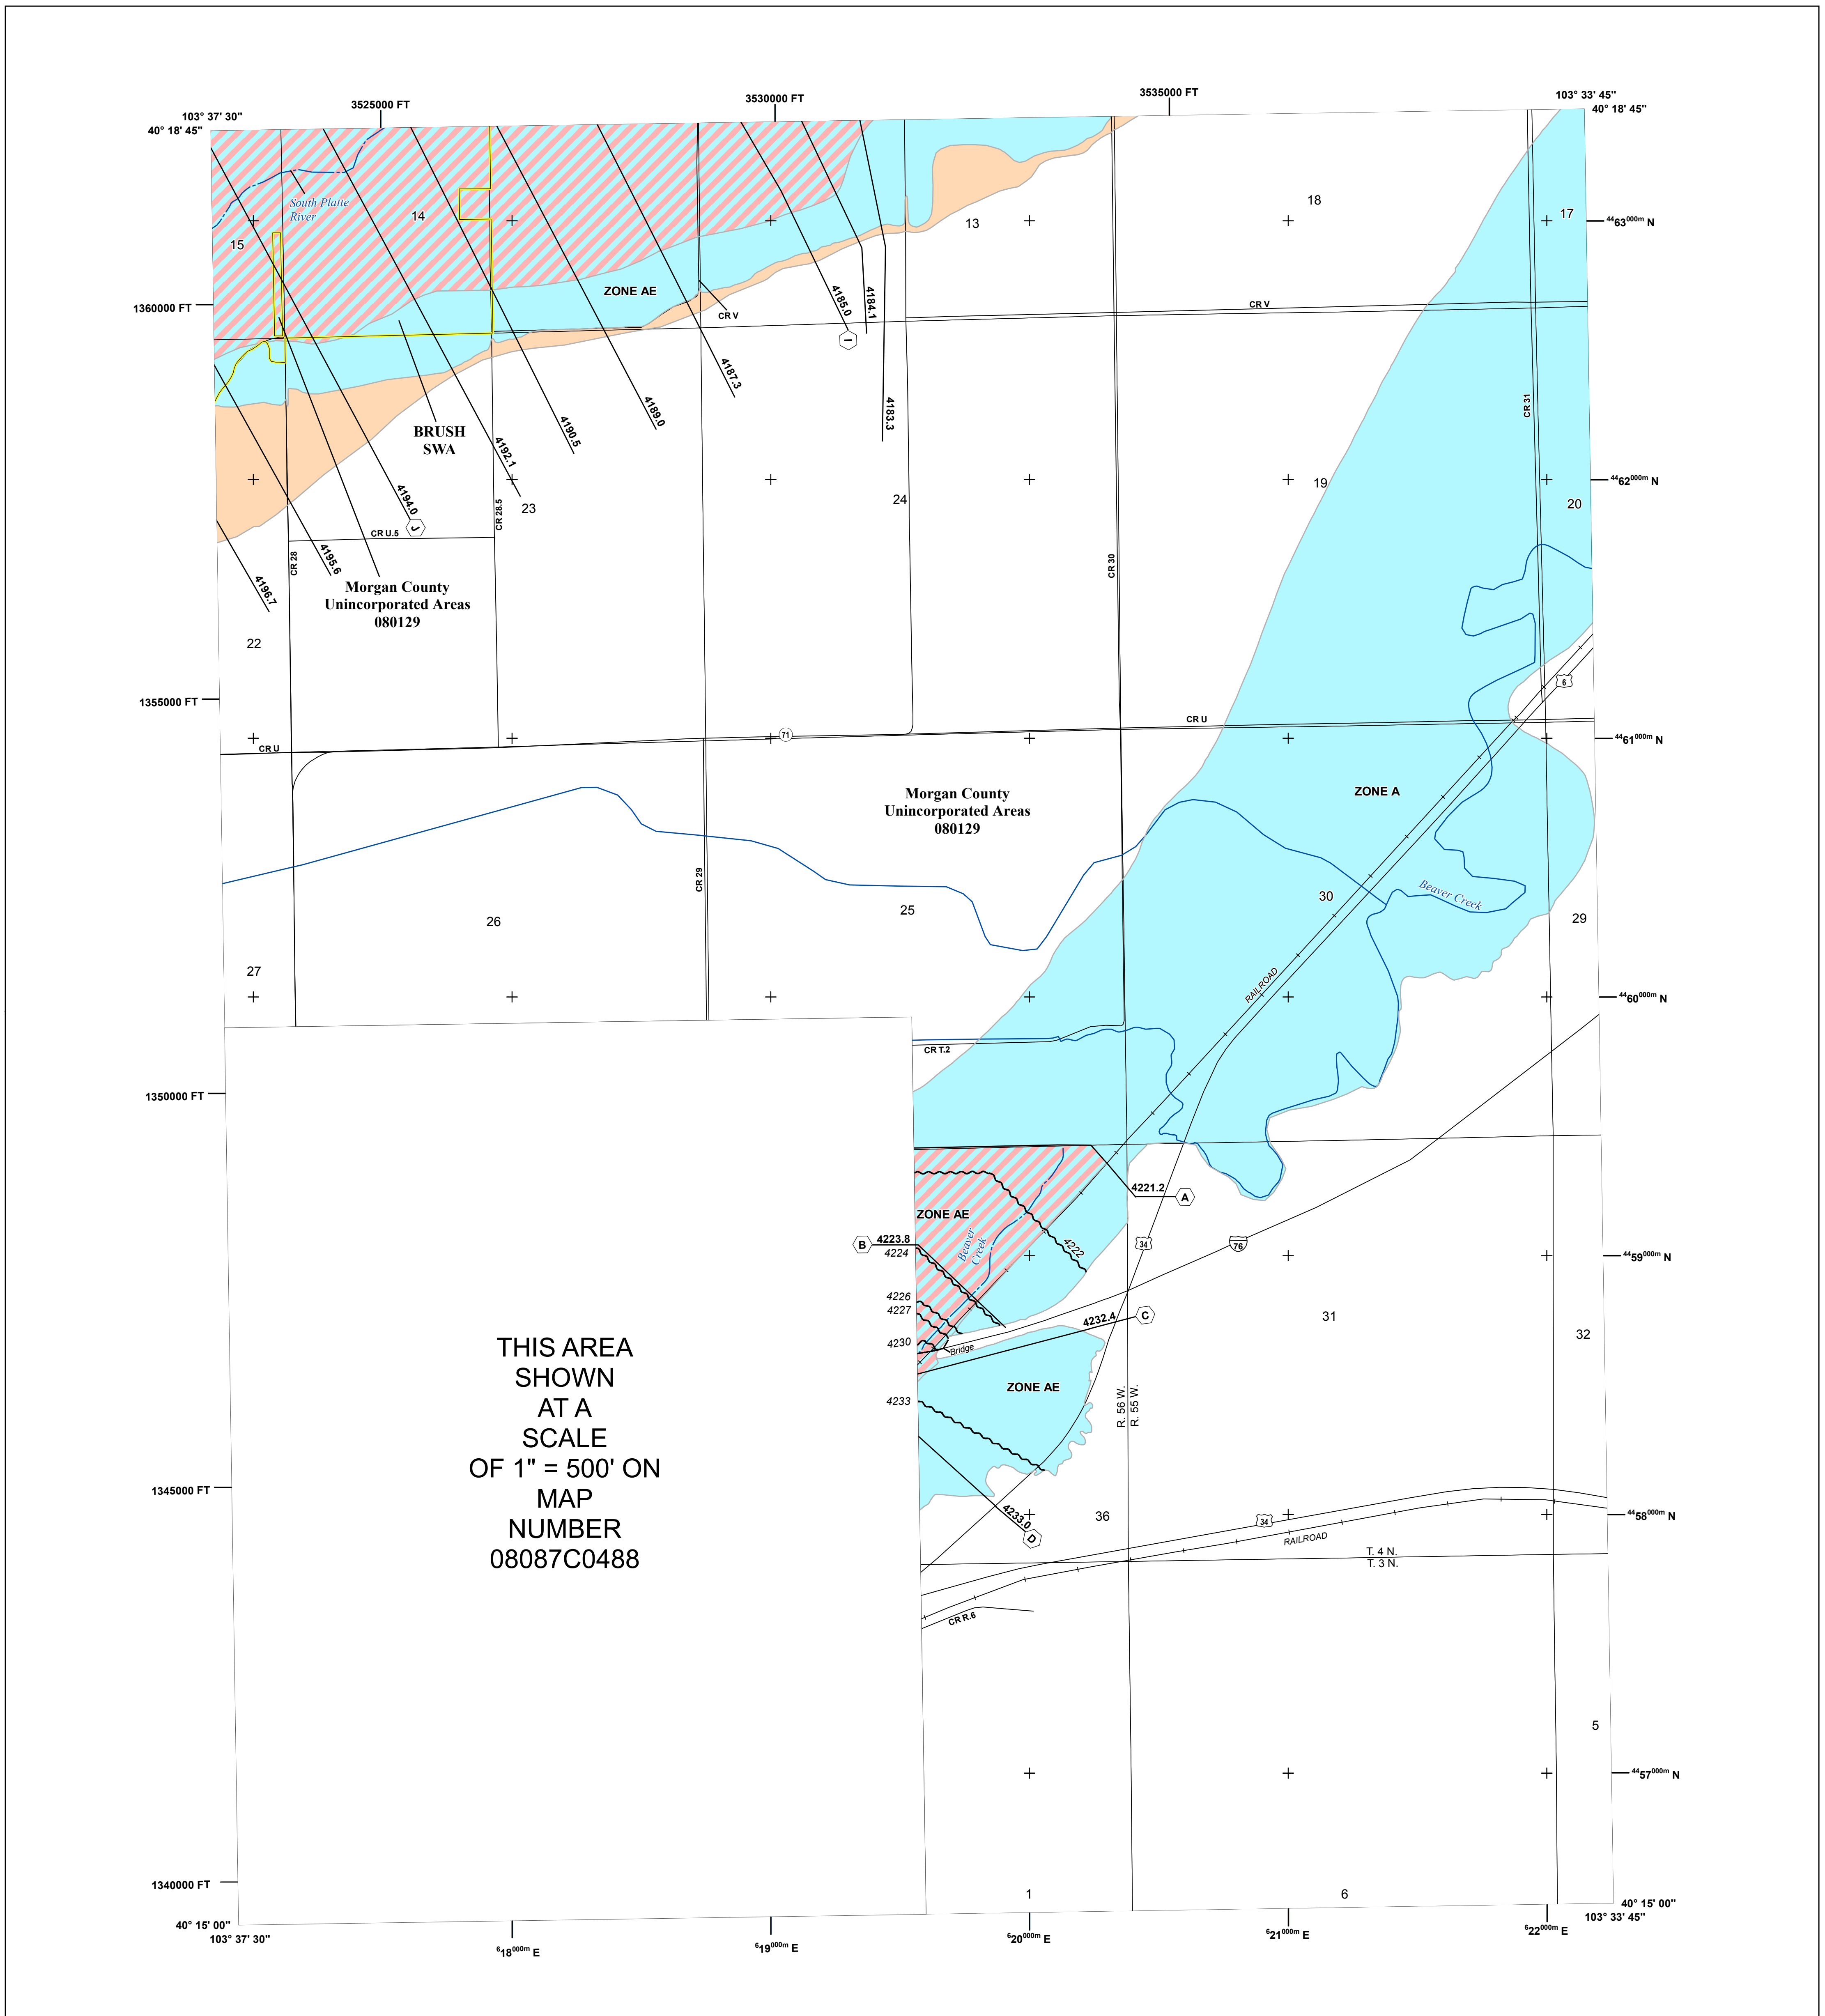 3525000 FT
3530000 FT
3535000 FT
103° 37' 30"
40° 18' 45"
103° 33' 45"
40° 18' 45"
South Platte
River
14
15
13
18
17
4463000m N
ZONE AE
1360000 FT
CR V
CR V
4185.0
4184.1
I
4187.3
4189.0
4183.3
4190.5
CR 31
BRUSH
SWA
4192.1
4194.0
J
CR 28.5
23
24
19
20
4462000m N
CR U.5
CR 28
4195.6
4196.7
CR 30
Morgan County
Unincorporated Areas
080129
22
1355000 FT
6
CR U
71
CR U
4461000m N
Morgan County
Unincorporated Areas
080129
ZONE A
CR 29
Beaver Creek
26
25
30
29
27
RAILROAD
4460000m N
CR T.2
1350000 FT
4221.2
A
ZONE AE
B
4223.8
4224
Beaver
Creek
4222
34
76
4459000m N
4226
4227
4232.4
C
31
32
4230
Bridge
ZONE AE
4233
R. 56 W.
R. 55 W.
THIS AREA
SHOWN
AT A
SCALE
OF 1" = 500' ON
MAP
NUMBER
08087C0488
1345000 FT
4233.0
D
36
34
4458000m N
RAILROAD
T. 4 N.
T. 3 N.
CR R.6
5
4457000m N
1340000 FT
1
6
40° 15' 00"
103° 37' 30"
40° 15' 00"
103° 33' 45"
618000m E
619000m E
620000m E
621000m E
622000m E